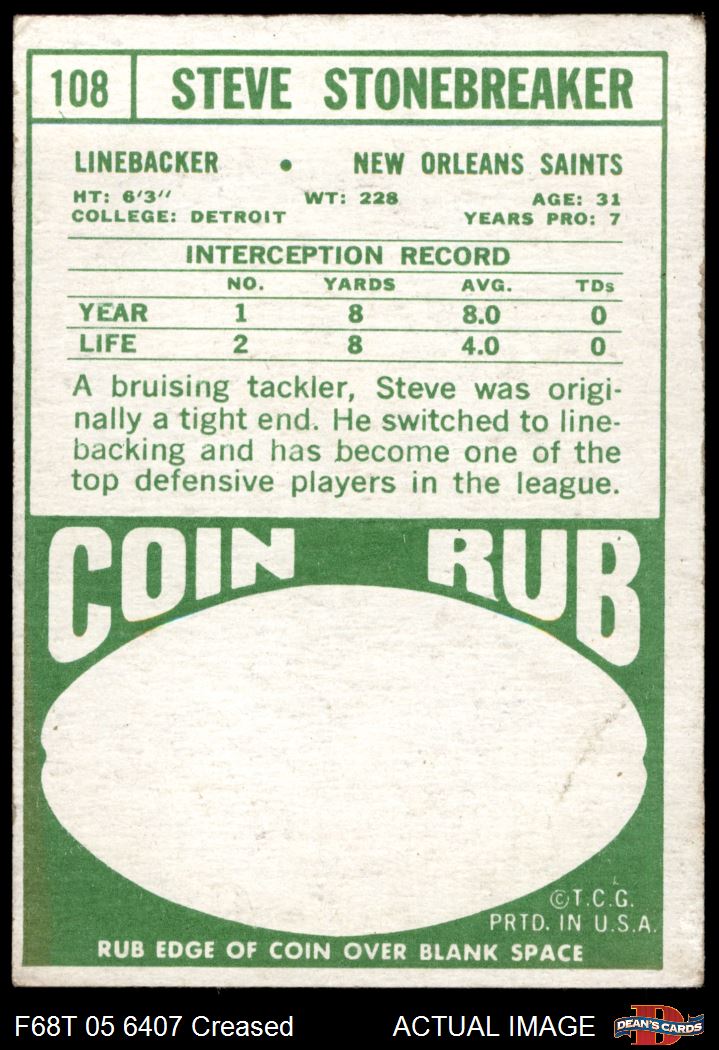 108 STEVE STONEBREAKER
LINEBACKER • NEW ORLEANS SAINTS
HT: 6'3" WT: 228 AGE: 31
COLLEGE: DETROIT YEARS PRO: 7
INTERCEPTION RECORD
NO. YARDS AVG. TDs
YEAR 1 8 8.0 0
LIFE 2 8 4.0 0
A bruising tackler, Steve was origi-
nally a tight end. He switched to line-
backing and has become one of the
top defensive players in the league.
COIN RUB
©T.C.G.
PRTD. IN U.S.A.
RUB EDGE OF COIN OVER BLANK SPACE
F68T 05 6407 Creased ACTUAL IMAGE DEAN'S CARDS